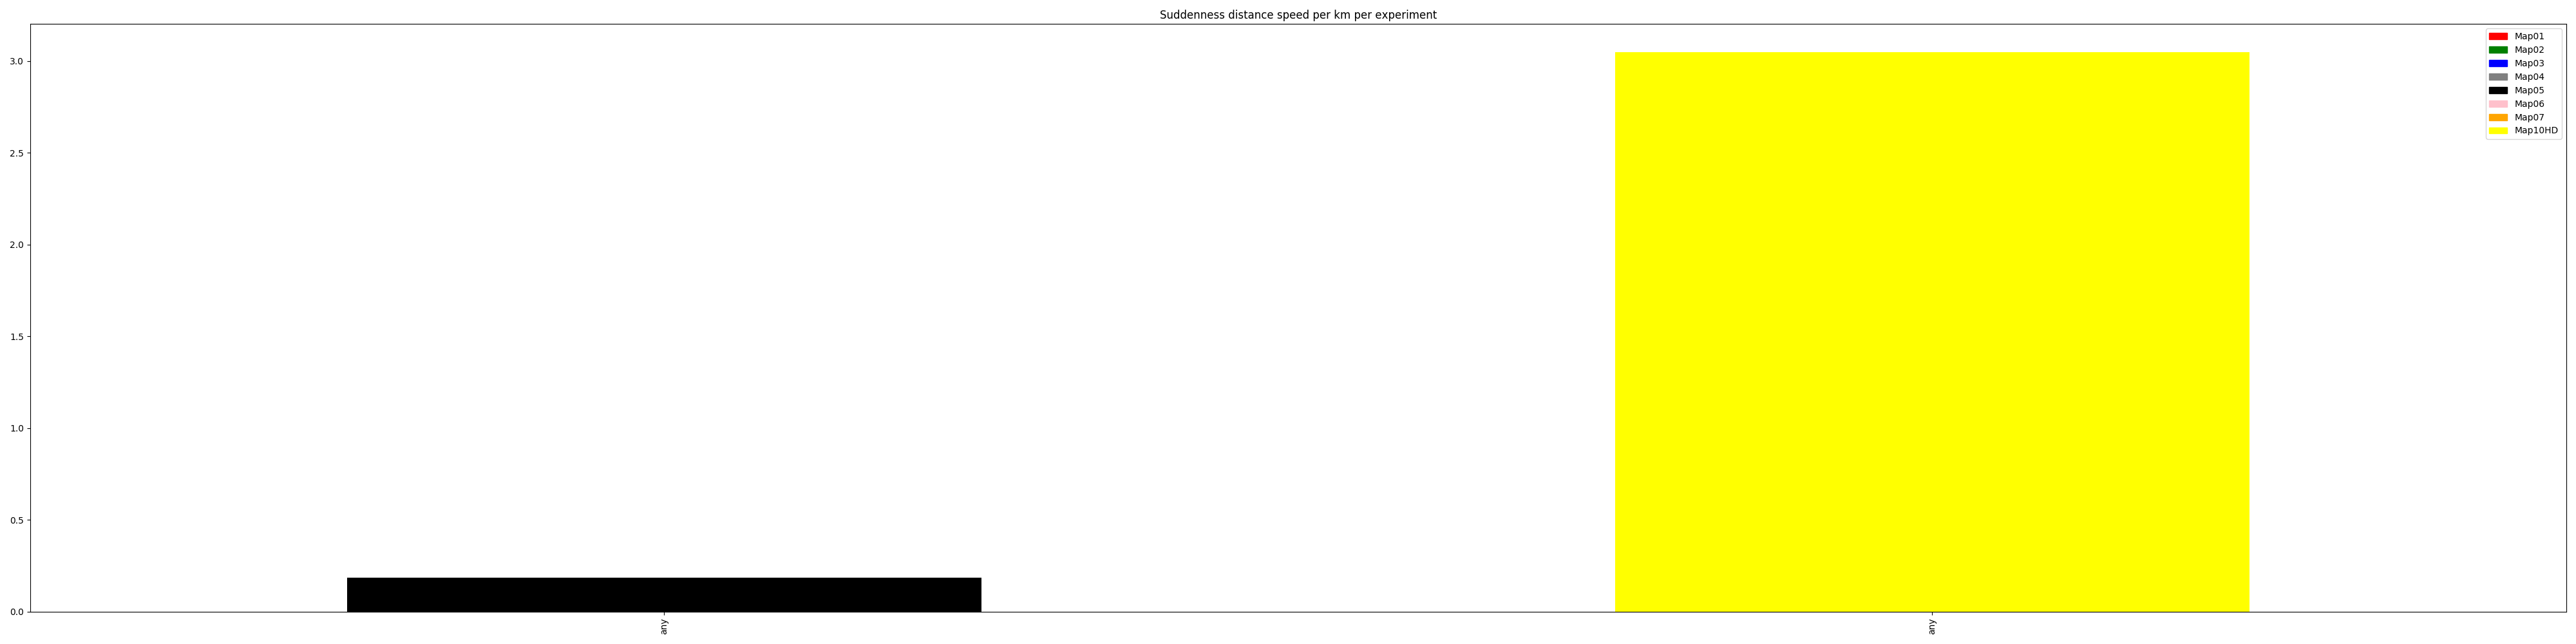 Suddenness distance speed per km per experiment
3.0
2.5
2.0
1.5
1.0
0.5
0.0
Map01
Map02
Map03
Map04
Map05
Map06
Map07
Map10HD
any
any